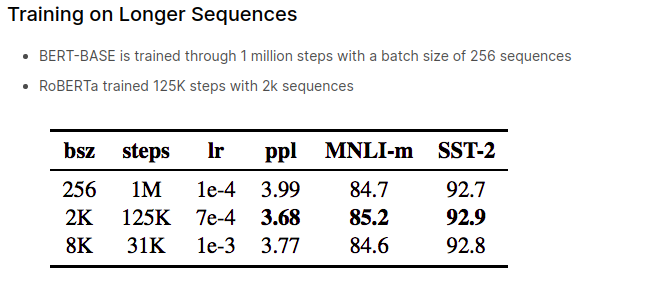 Training on Longer Sequences
• BERT-BASE is trained through 1 million steps with a batch size of 256 sequences
• RoBERTa trained 125K steps with 2k sequences
bsz steps lr ppl MNLI-m SST-2
256 1M 1e-4 3.99 84.7 92.7
2K 125K 7e-4 3.68 85.2 92.9
8K 31K 1e-3 3.77 84.6 92.8